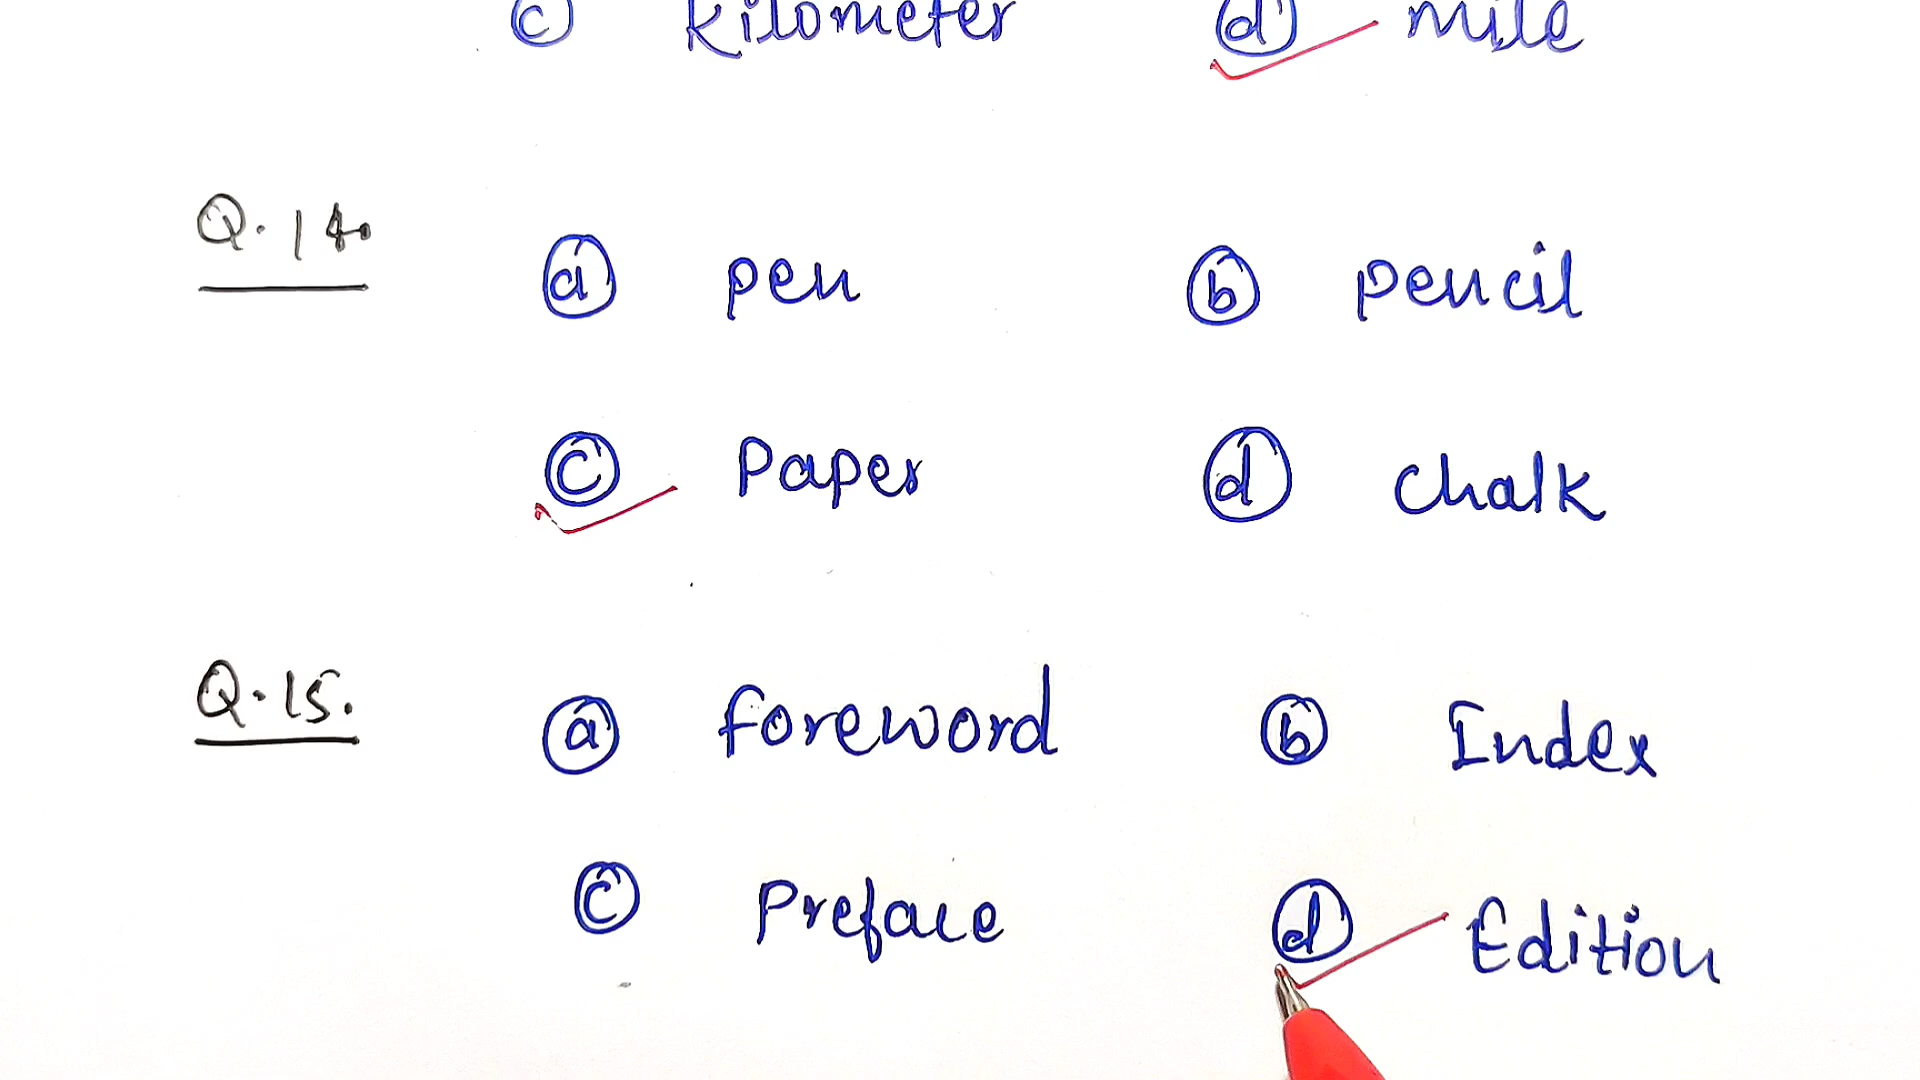 c Kilometer d Mile
Q.14. a Pen b Pencil
c Paper d Chalk
Q.15. a Foreword b Index
c Preface d Edition